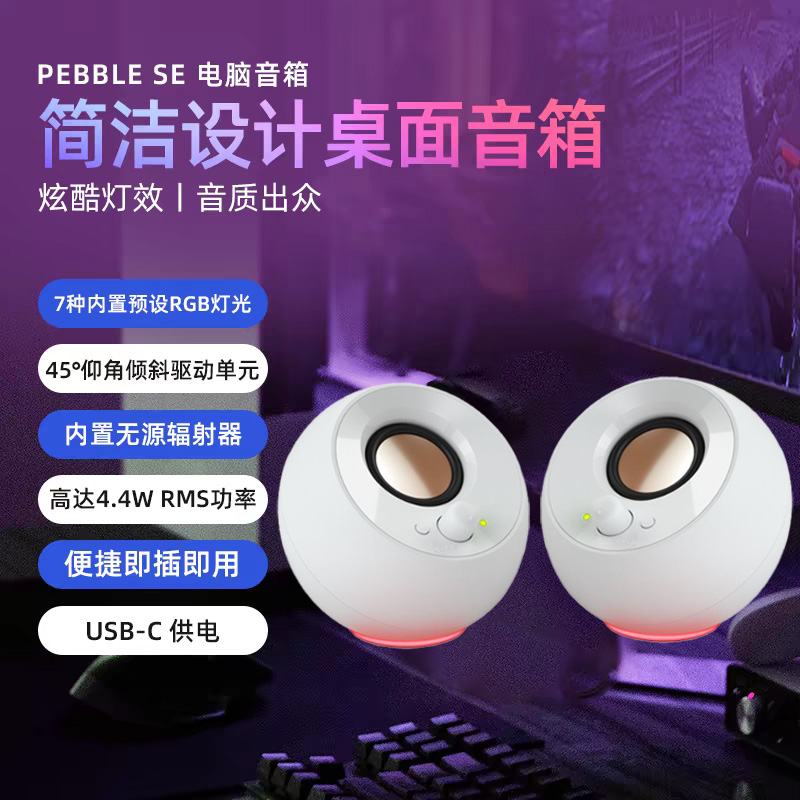 PEBBLE SE 电脑音箱
简洁设计桌面音箱
炫酷灯效丨音质出众
7种内置预设RGB灯光
45°仰角倾斜驱动单元
内置无源辐射器
高达4.4W RMS功率
便捷即插即用
USB-C 供电